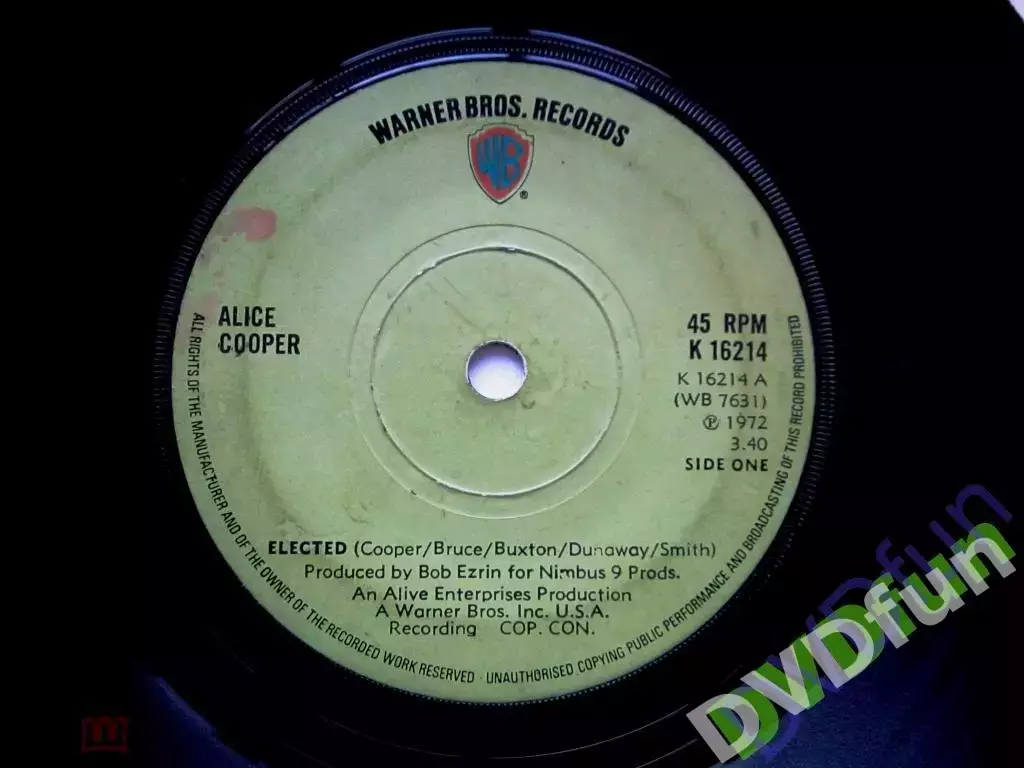 WARNER BROS. RECORDS
WB
®
ALICE
COOPER
45 RPM
K 16214
K 16214 A
(WB 7631)
℗ 1972
3.40
SIDE ONE
ELECTED (Cooper/Bruce/Buxton/Dunaway/Smith)
Produced by Bob Ezrin for Nimbus 9 Prods.
An Alive Enterprises Production
A Warner Bros. Inc. U.S.A.
Recording COP. CON.
ALL RIGHTS OF THE MANUFACTURER AND OF THE OWNER OF THE RECORDED WORK RESERVED · UNAUTHORISED COPYING PUBLIC PERFORMANCE AND BROADCASTING OF THIS RECORD PROHIBITED
DVDfun